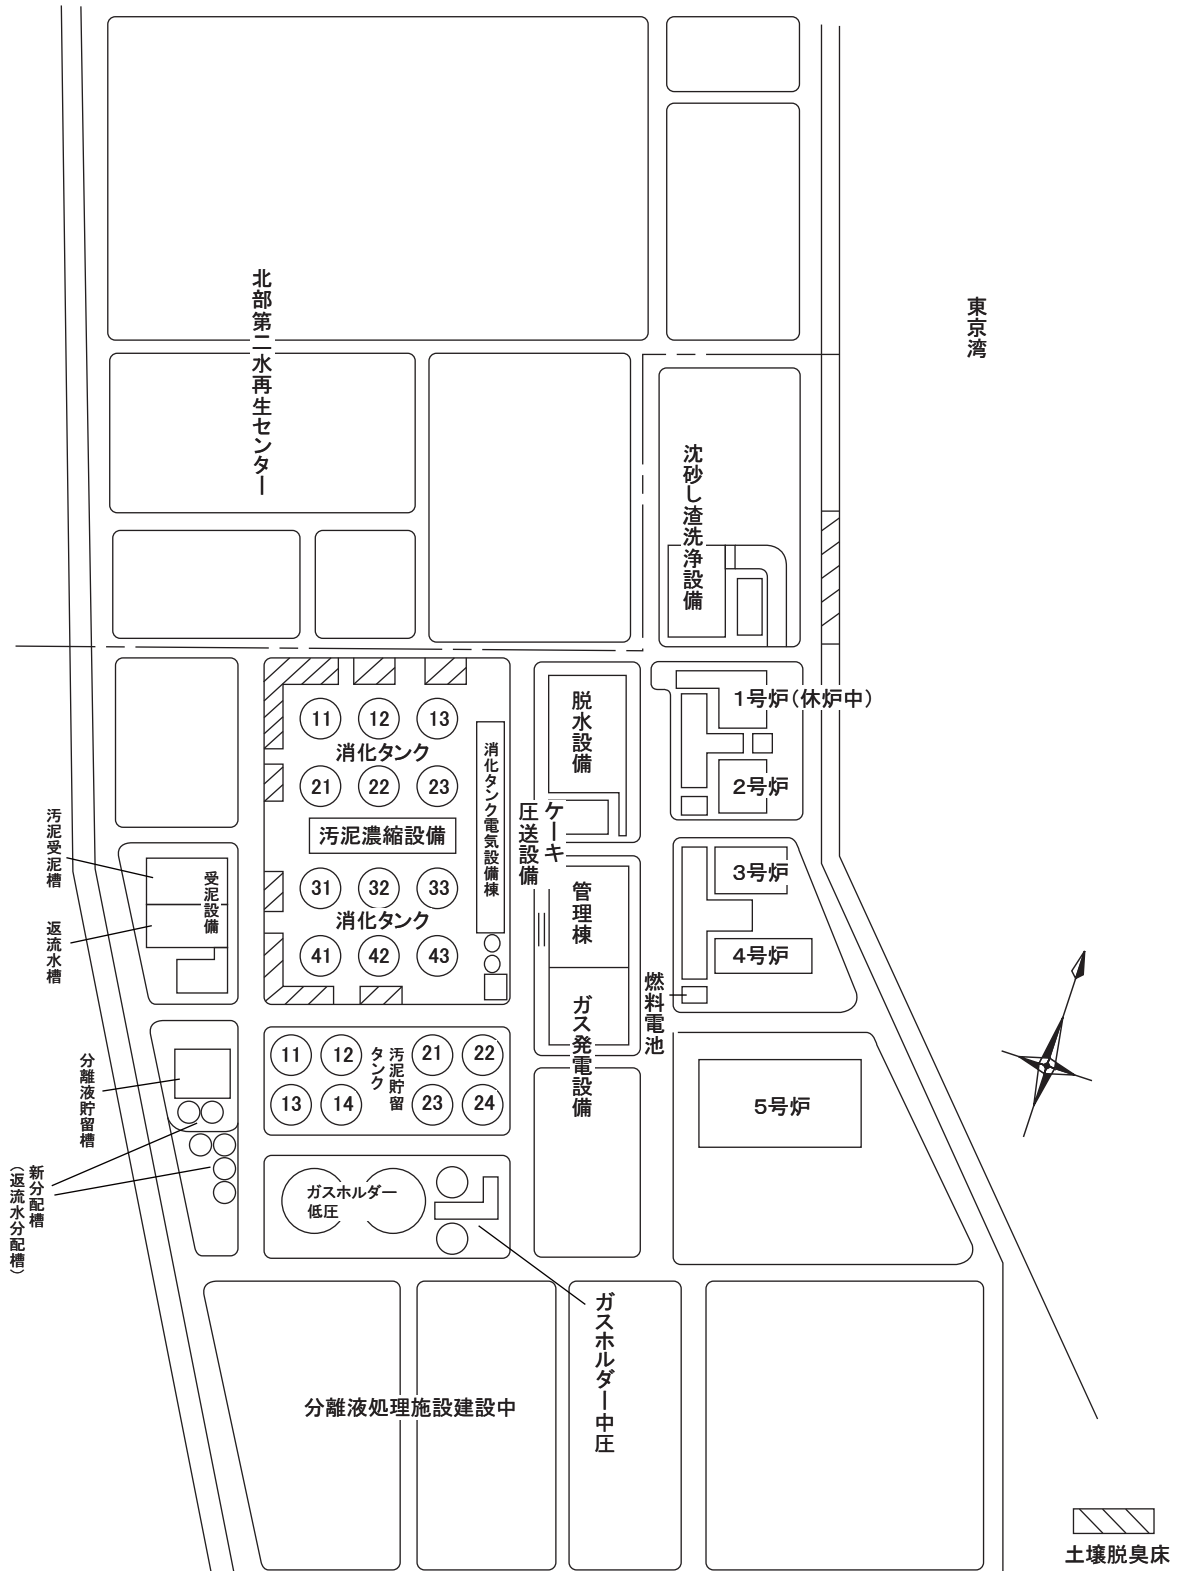 北部第二水再生センター
東京湾
沈砂し渣洗浄設備
11
12
13
消化タンク
21
22
23
汚泥濃縮設備
31
32
33
消化タンク
41
42
43
消化タンク電気設備棟
脱水設備
ケーキ
圧送設備
管理棟
ガス発電設備
1号炉(休炉中)
2号炉
3号炉
4号炉
燃料電池
5号炉
汚泥受泥槽
受泥設備
返流水槽
分離液貯留槽
新分配槽
(返流水分配槽)
11
12
13
14
汚泥貯留
タンク
21
22
23
24
ガスホルダー
低圧
ガスホルダー中圧
分離液処理施設建設中
土壌脱臭床